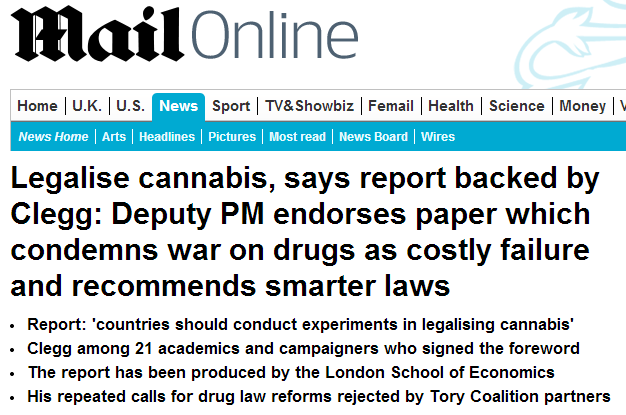 Mail Online
Home U.K. U.S. News Sport TV&Showbiz Femail Health Science Money
News Home Arts Headlines Pictures Most read News Board Wires
Legalise cannabis, says report backed by
Clegg: Deputy PM endorses paper which
condemns war on drugs as costly failure
and recommends smarter laws
• Report: 'countries should conduct experiments in legalising cannabis'
• Clegg among 21 academics and campaigners who signed the foreword
• The report has been produced by the London School of Economics
• His repeated calls for drug law reforms rejected by Tory Coalition partners